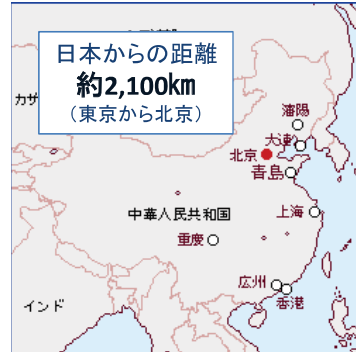 日本からの距離
約2,100㎞
（東京から北京）
カザ
瀋陽
大連
北京
青島
中華人民共和国
上海
重慶
広州
香港
インド